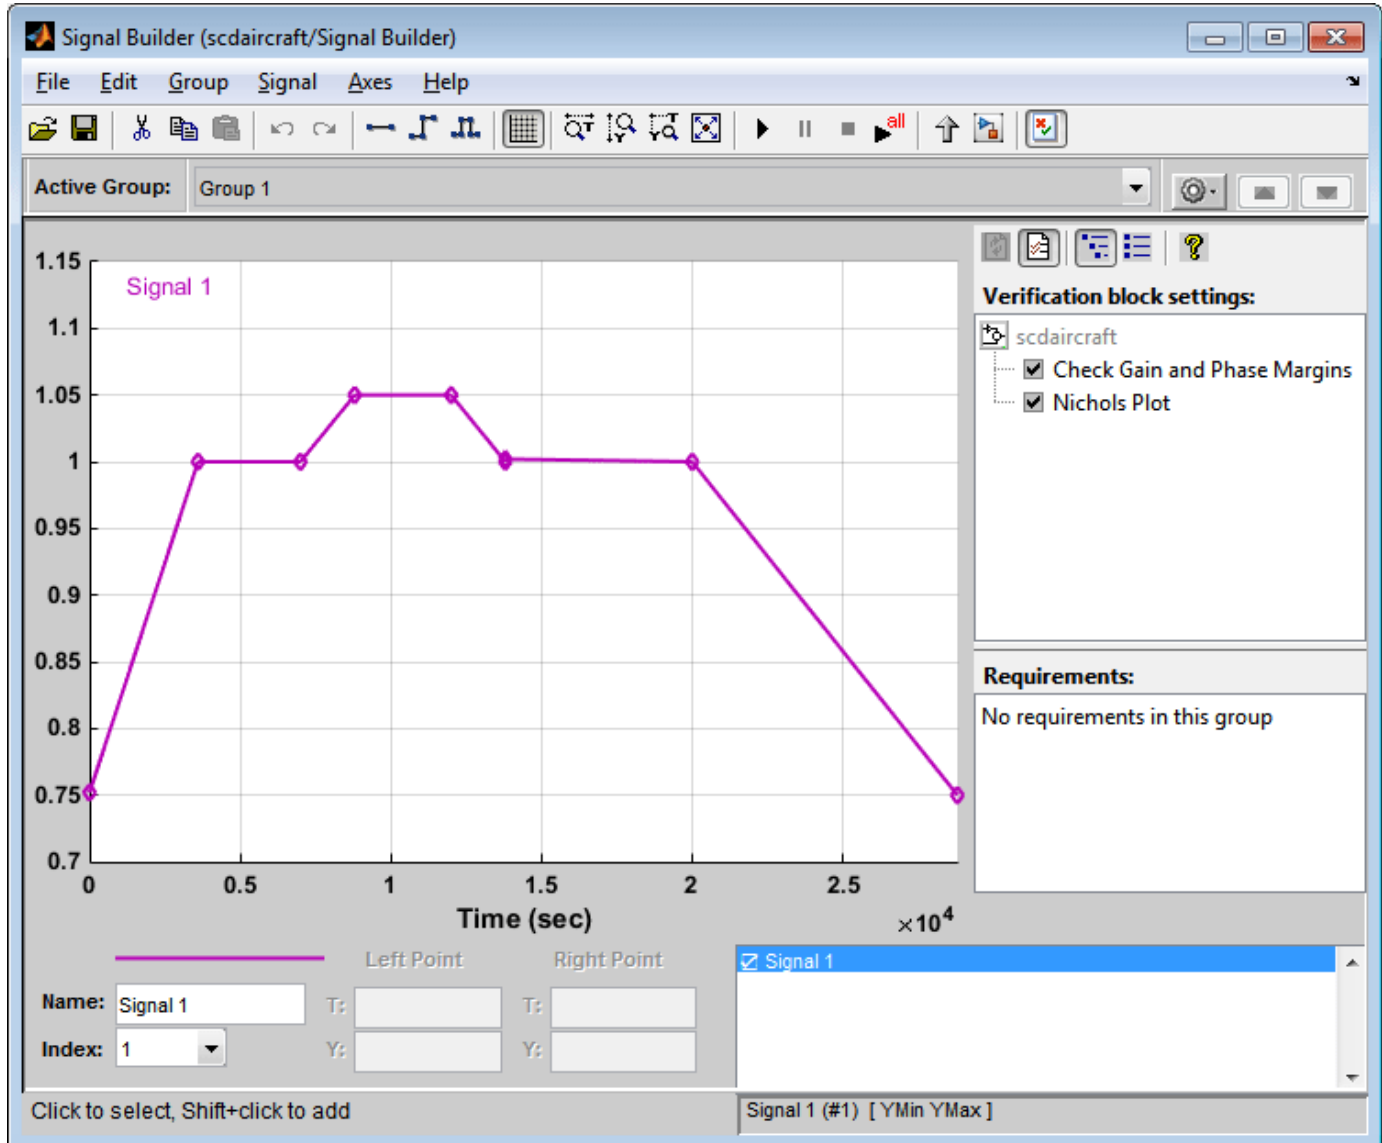 Signal Builder (scdaircraft/Signal Builder)
File Edit Group Signal Axes Help
all
Active Group: Group 1
1.15
Signal 1
1.1
1.05
1
0.95
0.9
0.85
0.8
0.75
0.7
0 0.5 1 1.5 2 2.5
Time (sec) ×10^4
Verification block settings:
scdaircraft
Check Gain and Phase Margins
Nichols Plot
Requirements:
No requirements in this group
Left Point Right Point
Name: Signal 1 T: T:
Index: 1 Y: Y:
Signal 1
Click to select, Shift+click to add
Signal 1 (#1) [ YMin YMax ]